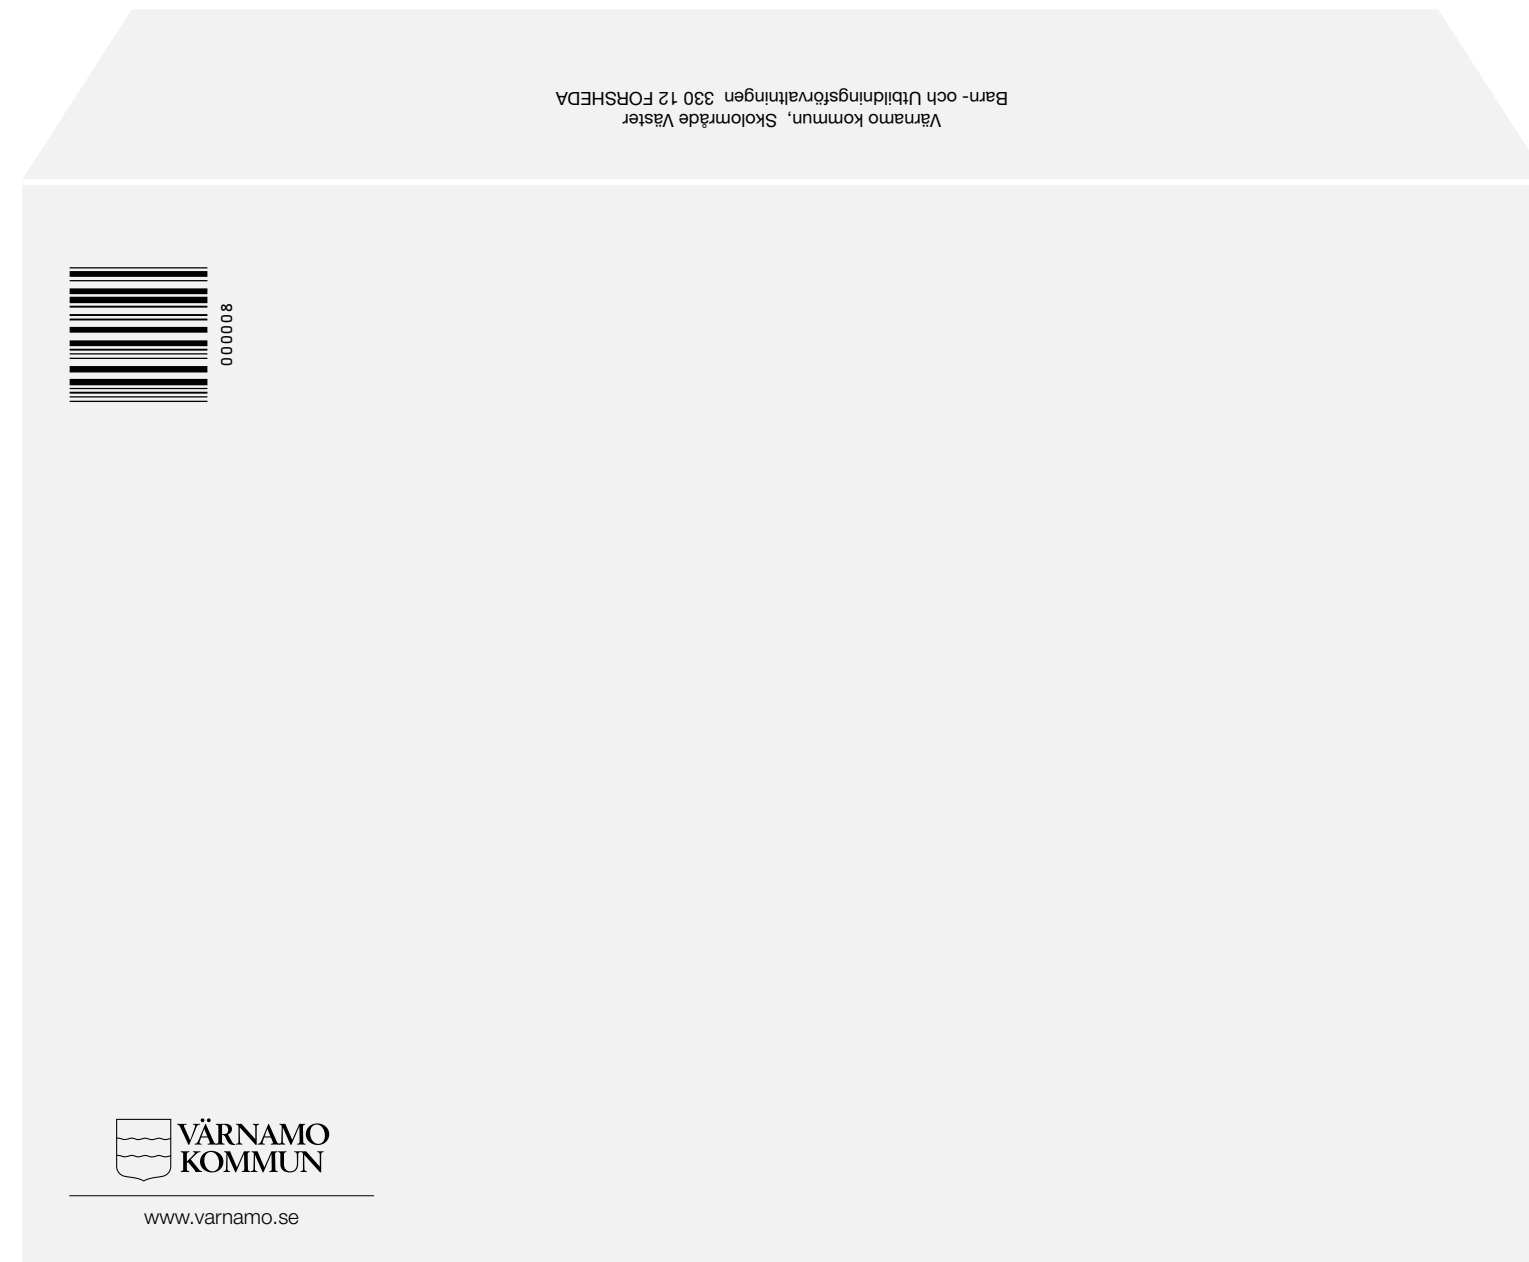 Värnamo kommun,  Skolområde Väster
Barn- och Utbildningsförvaltningen  330 12 FORSHEDA
000008
VÄRNAMO
KOMMUN
www.varnamo.se